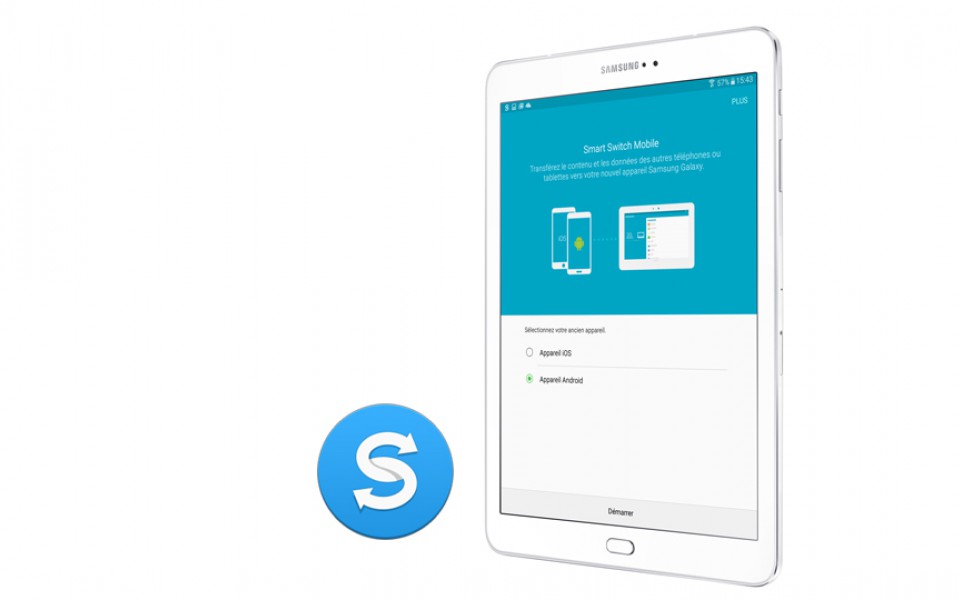 SAMSUNG
57% 15:43
PLUS
Smart Switch Mobile
Transférez le contenu et les données des autres téléphones ou
tablettes vers votre nouvel appareil Samsung Galaxy.
iOS
Sélectionnez votre ancien appareil.
Appareil iOS
Appareil Android
Démarrer
S